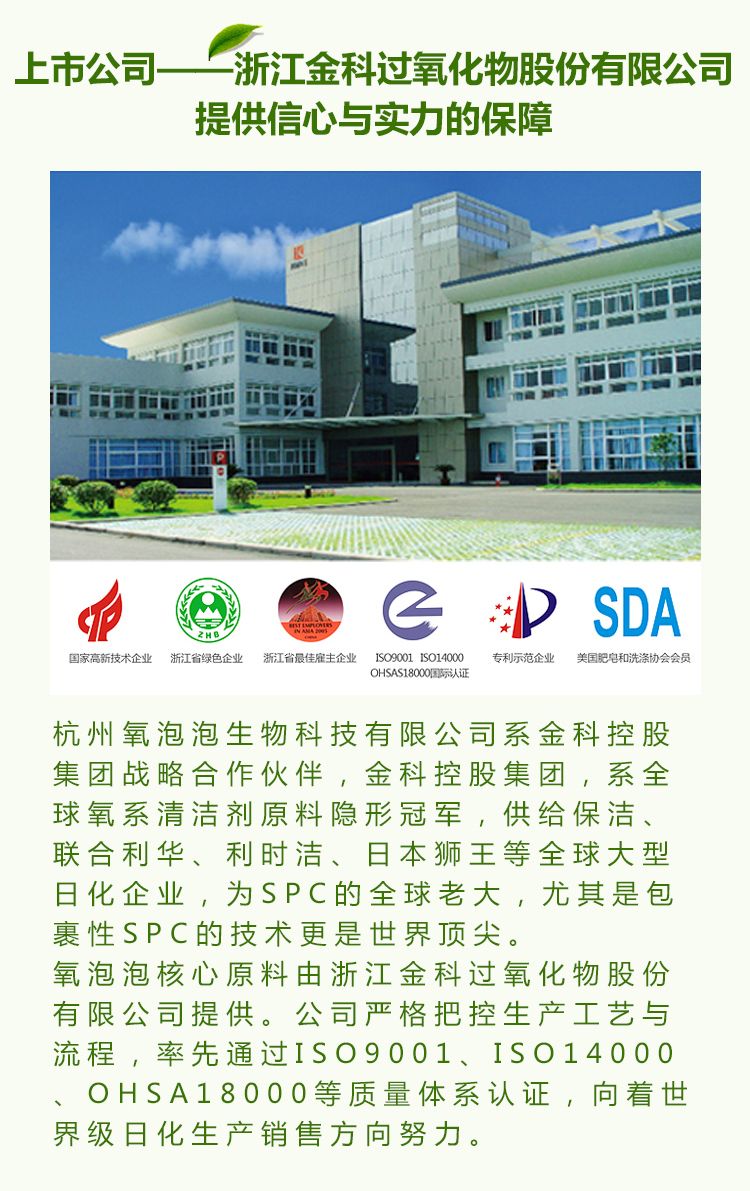 上市公司——浙江金科过氧化物股份有限公司
提供信心与实力的保障
P
ZHB
BEST EMPLOYERS
IN ASIA 2005
CHINA
SDA
国家高新技术企业
浙江省绿色企业
浙江省最佳雇主企业
ISO9001 ISO14000
OHSAS18000国际认证
专利示范企业
美国肥皂和洗涤协会会员
杭州氧泡泡生物科技有限公司系金科控股
集团战略合作伙伴，金科控股集团，系全
球氧系清洁剂原料隐形冠军，供给保洁、
联合利华、利时洁、日本狮王等全球大型
日化企业，为SPC的全球老大，尤其是包
裹性SPC的技术更是世界顶尖。
氧泡泡核心原料由浙江金科过氧化物股份
有限公司提供。公司严格把控生产工艺与
流程，率先通过ISO9001、ISO14000
、OHSA18000等质量体系认证，向着世
界级日化生产销售方向努力。